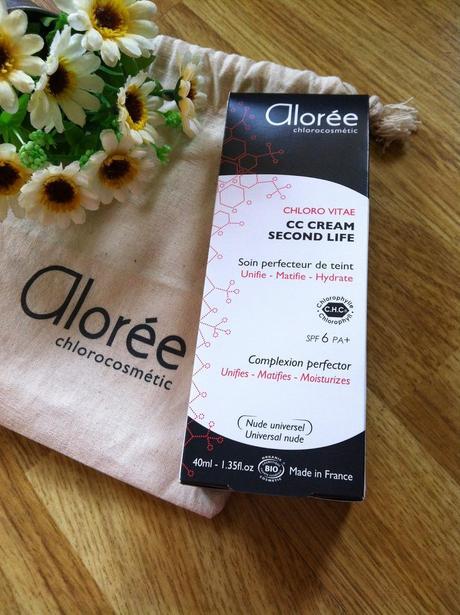 alorée
chlorocosmétic
CHLORO VITAE
CC CREAM
SECOND LIFE
Soin perfecteur de teint
Unifie - Matifie - Hydrate
Chlorophylle
C.H.C.
Chlorophyll
SPF 6 PA+
Complexion perfector
Unifies - Matifies - Moisturizes
Nude universel
Universal nude
40ml - 1.35fl.oz
ORGANIC
BIO
COSMETIC
Made in France
alorée
chlorocosmétic